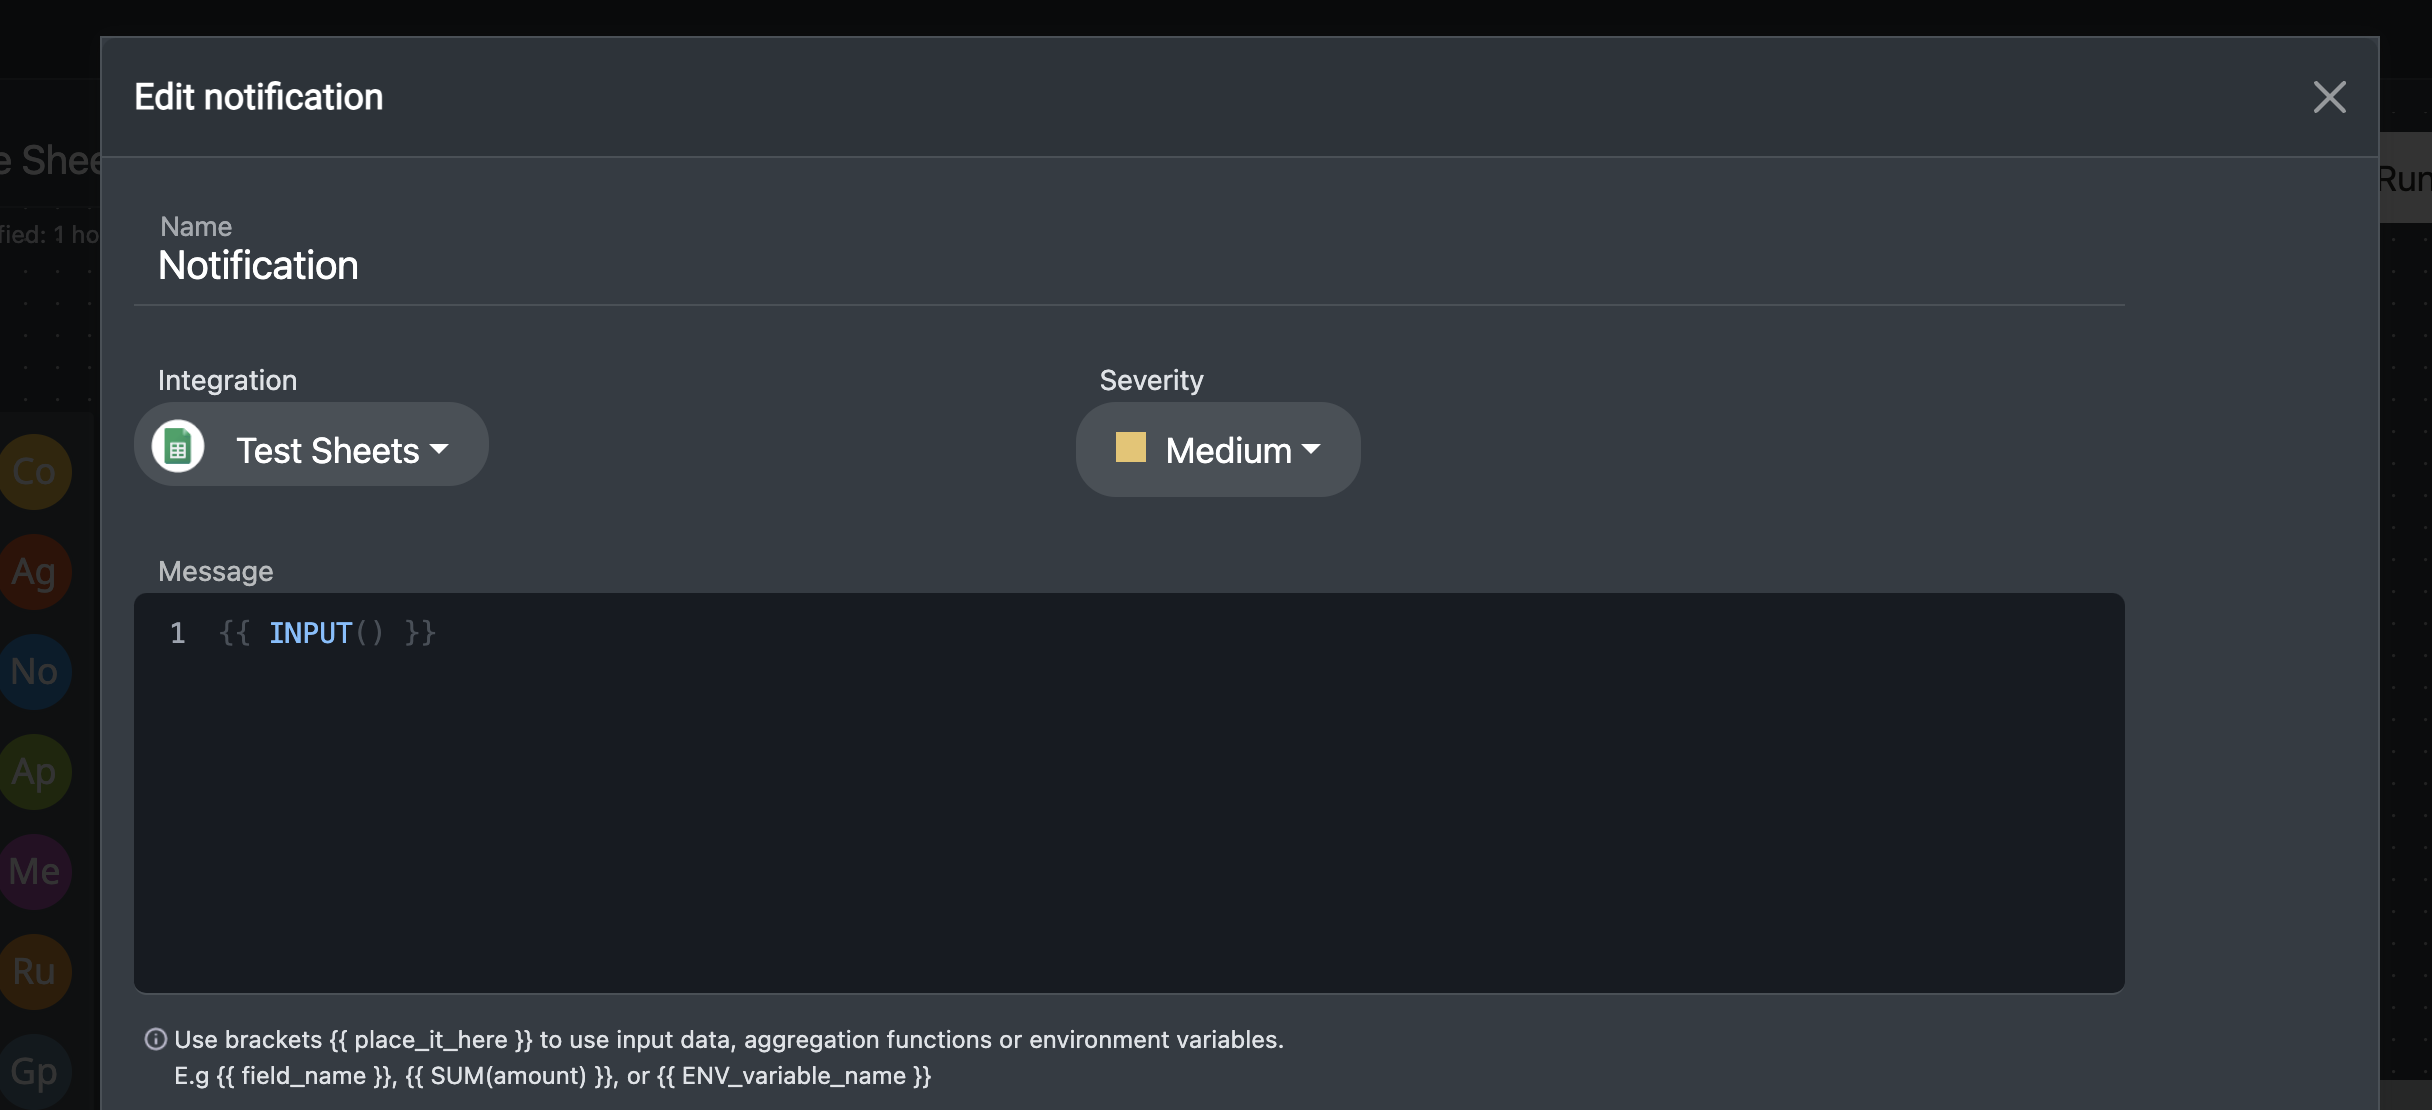 Edit notification
e Shee
Run
fied: 1 ho
Name
Notification
Integration
Severity
Test Sheets
Medium
Message
1 {{ INPUT() }}
Co
Ag
No
Ap
Me
Ru
Gp
Use brackets {{ place_it_here }} to use input data, aggregation functions or environment variables.
E.g {{ field_name }}, {{ SUM(amount) }}, or {{ ENV_variable_name }}